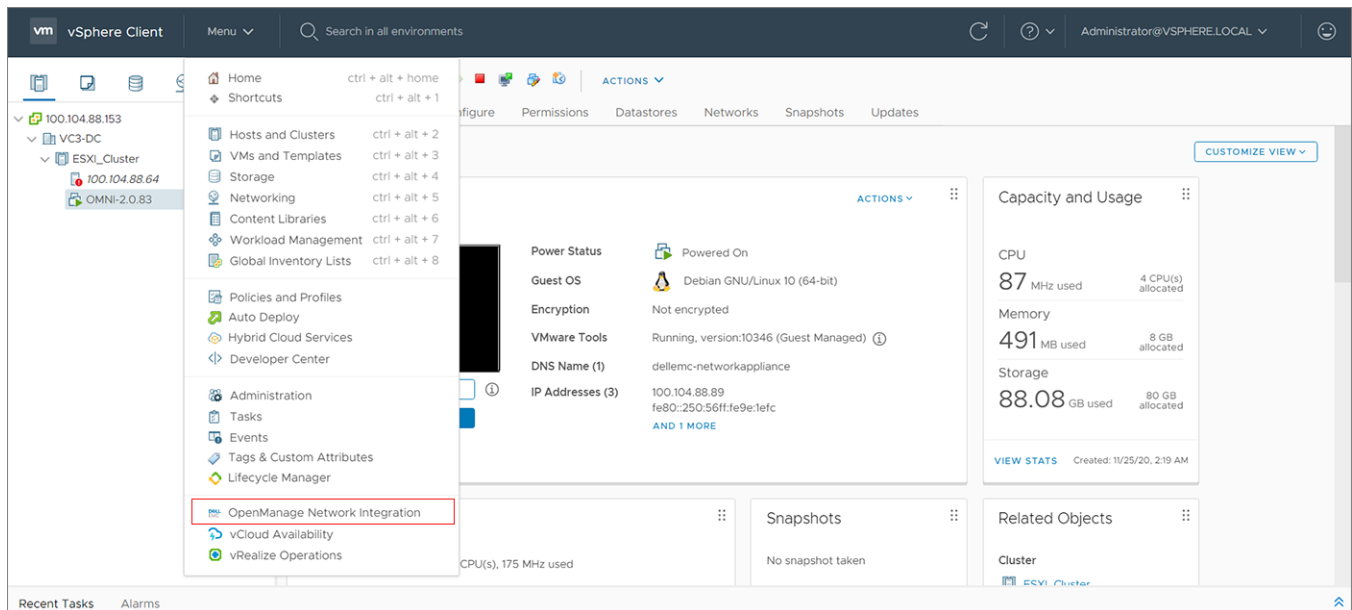 vm vSphere Client Menu Search in all environments Administrator@VSPHERE.LOCAL
ACTIONS
figure Permissions Datastores Networks Snapshots Updates
100.104.88.153
VC3-DC
ESXI_Cluster
100.104.88.64
OMNI-2.0.83
Home ctrl + alt + home
Shortcuts ctrl + alt + 1
Hosts and Clusters ctrl + alt + 2
VMs and Templates ctrl + alt + 3
Storage ctrl + alt + 4
Networking ctrl + alt + 5
Content Libraries ctrl + alt + 6
Workload Management ctrl + alt + 7
Global Inventory Lists ctrl + alt + 8
Policies and Profiles
Auto Deploy
Hybrid Cloud Services
Developer Center
Administration
Tasks
Events
Tags & Custom Attributes
Lifecycle Manager
OpenManage Network Integration
vCloud Availability
vRealize Operations
CUSTOMIZE VIEW
ACTIONS
Power Status Powered On
Guest OS Debian GNU/Linux 10 (64-bit)
Encryption Not encrypted
VMware Tools Running, version:10346 (Guest Managed)
DNS Name (1) dellemc-networkappliance
IP Addresses (3) 100.104.88.89
fe80::250:56ff:fe9e:1efc
AND 1 MORE
Capacity and Usage
CPU
87 MHz used 4 CPU(s) allocated
Memory
491 MB used 8 GB allocated
Storage
88.08 GB used 80 GB allocated
VIEW STATS Created: 11/25/20, 2:19 AM
CPU(s), 175 MHz used
Snapshots
No snapshot taken
Related Objects
Cluster
ESXI_Cluster
Recent Tasks Alarms